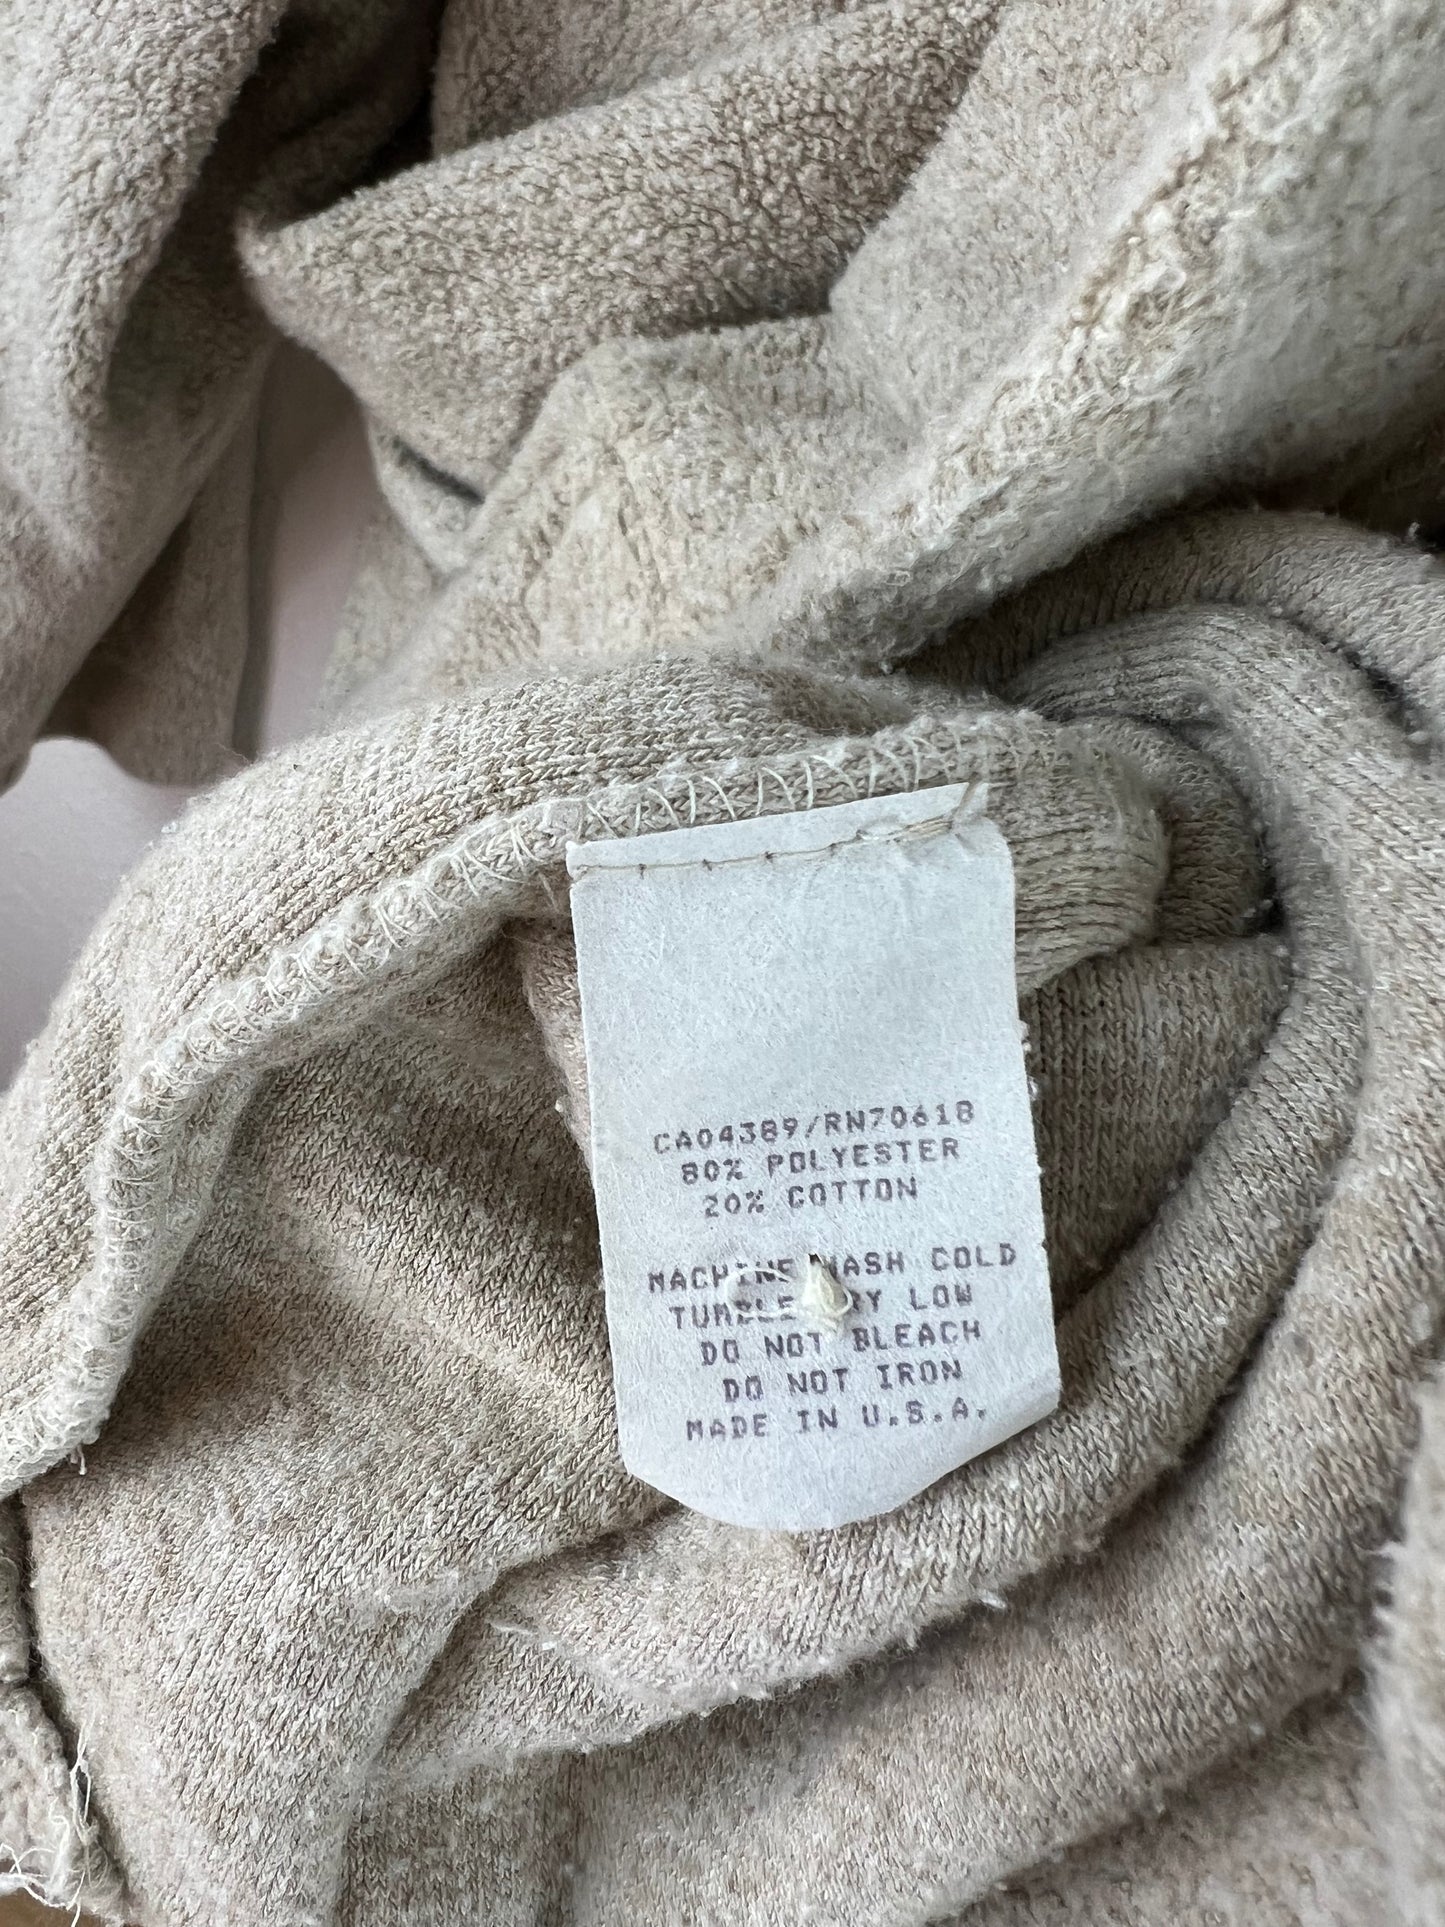 CA04389/RN70618
80% POLYESTER
20% COTTON
MACHINE WASH COLD
TUMBLE DRY LOW
DO NOT BLEACH
DO NOT IRON
MADE IN U.S.A.